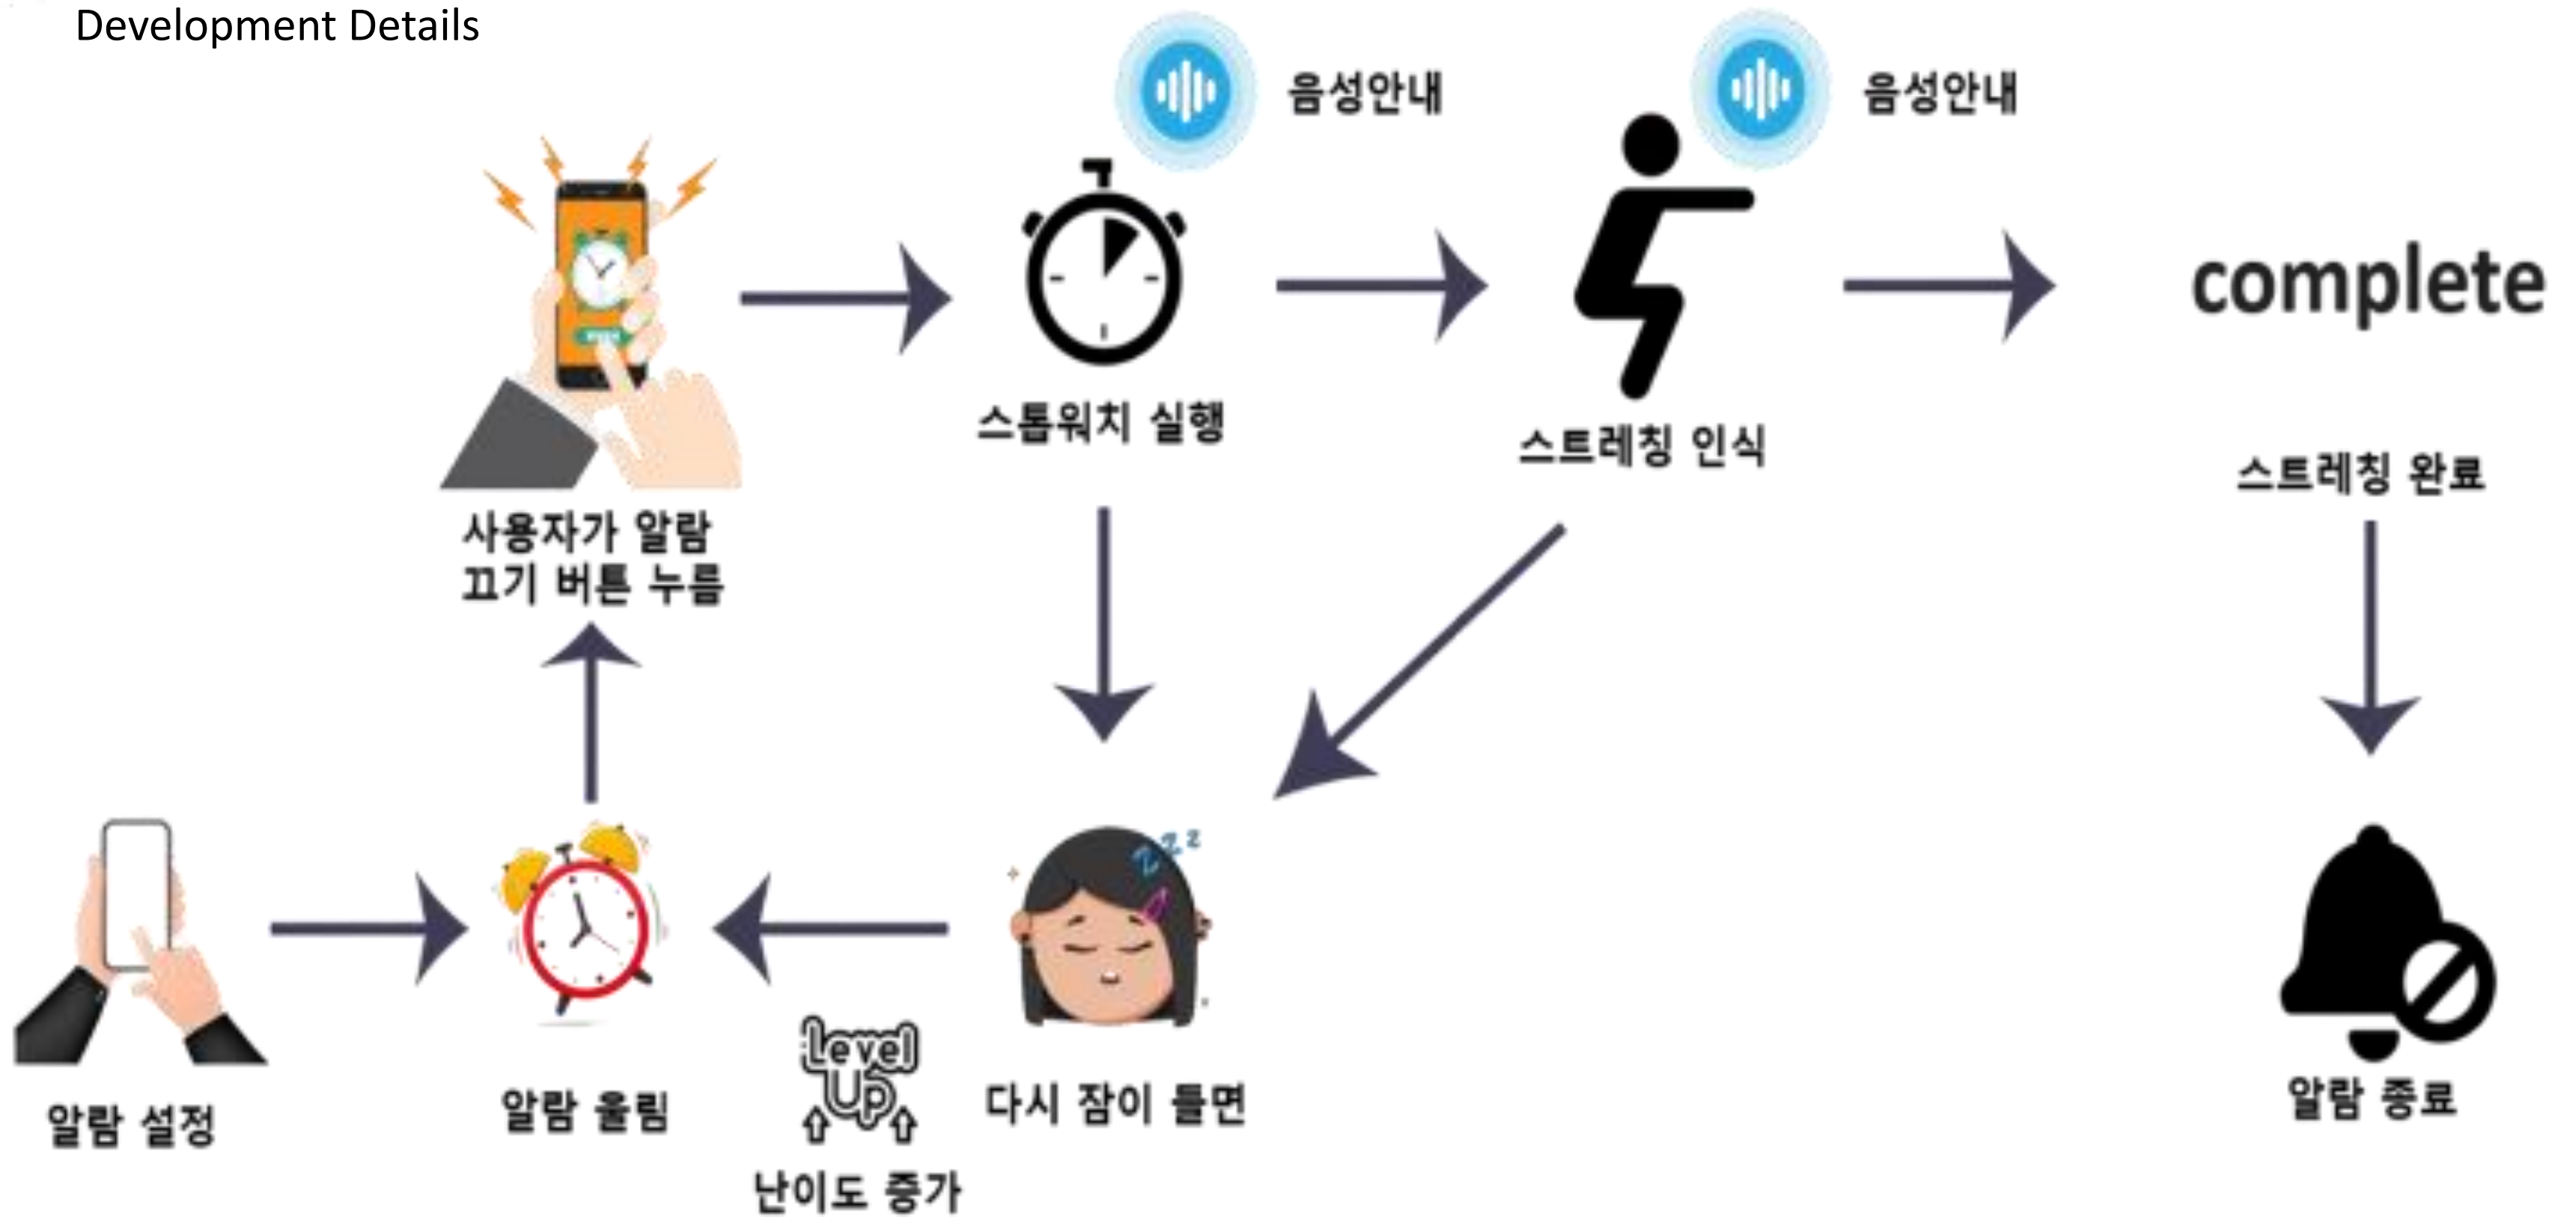 Development Details
음성안내
음성안내
complete
스톱워치 실행
스트레칭 인식
스트레칭 완료
사용자가 알람
끄기 버튼 누름
zzz
Level
Up
알람 설정
알람 울림
다시 잠이 들면
알람 종료
난이도 증가